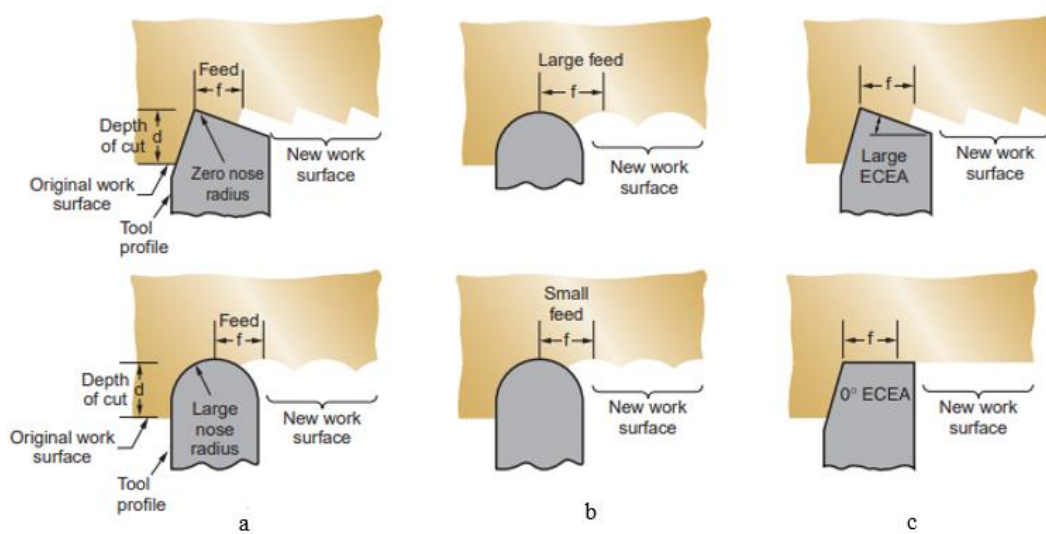 Feed
f
Depth
of cut
d
Original work
surface
Zero nose
radius
Tool
profile
New work
surface
Large feed
f
New work
surface
f
Large
ECEA
New work
surface
Feed
f
Depth
of cut
d
Original work
surface
Large
nose
radius
Tool
profile
New work
surface
Small
feed
f
New work
surface
f
0° ECEA
New work
surface
a
b
c